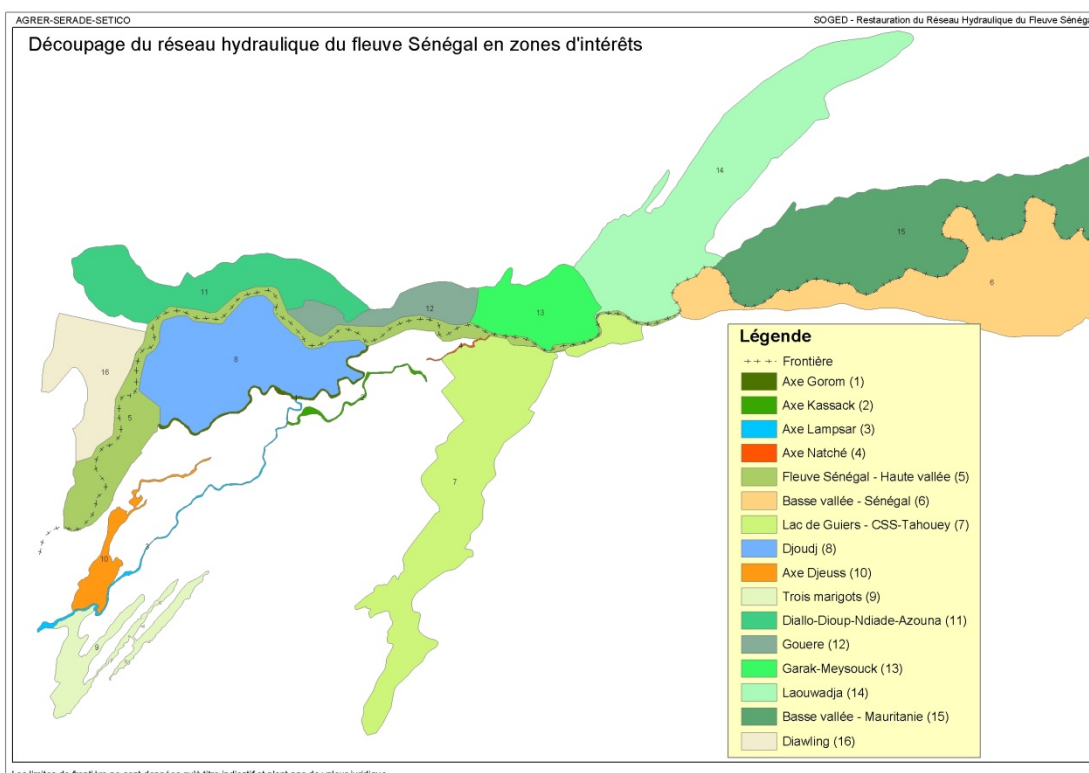 AGRER-SERADE-SETICO
SOGED - Restauration du Réseau Hydraulique du Fleuve Sénéga
Découpage du réseau hydraulique du fleuve Sénégal en zones d'intérêts
14
15
11
6
12
13
8
16
5
7
3
10
9
Légende
Frontière
Axe Gorom (1)
Axe Kassack (2)
Axe Lampsar (3)
Axe Natché (4)
Fleuve Sénégal - Haute vallée (5)
Basse vallée - Sénégal (6)
Lac de Guiers - CSS-Tahouey (7)
Djoudj (8)
Axe Djeuss (10)
Trois marigots (9)
Diallo-Dioup-Ndiade-Azouna (11)
Gouere (12)
Garak-Meysouck (13)
Laouwadja (14)
Basse vallée - Mauritanie (15)
Diawling (16)